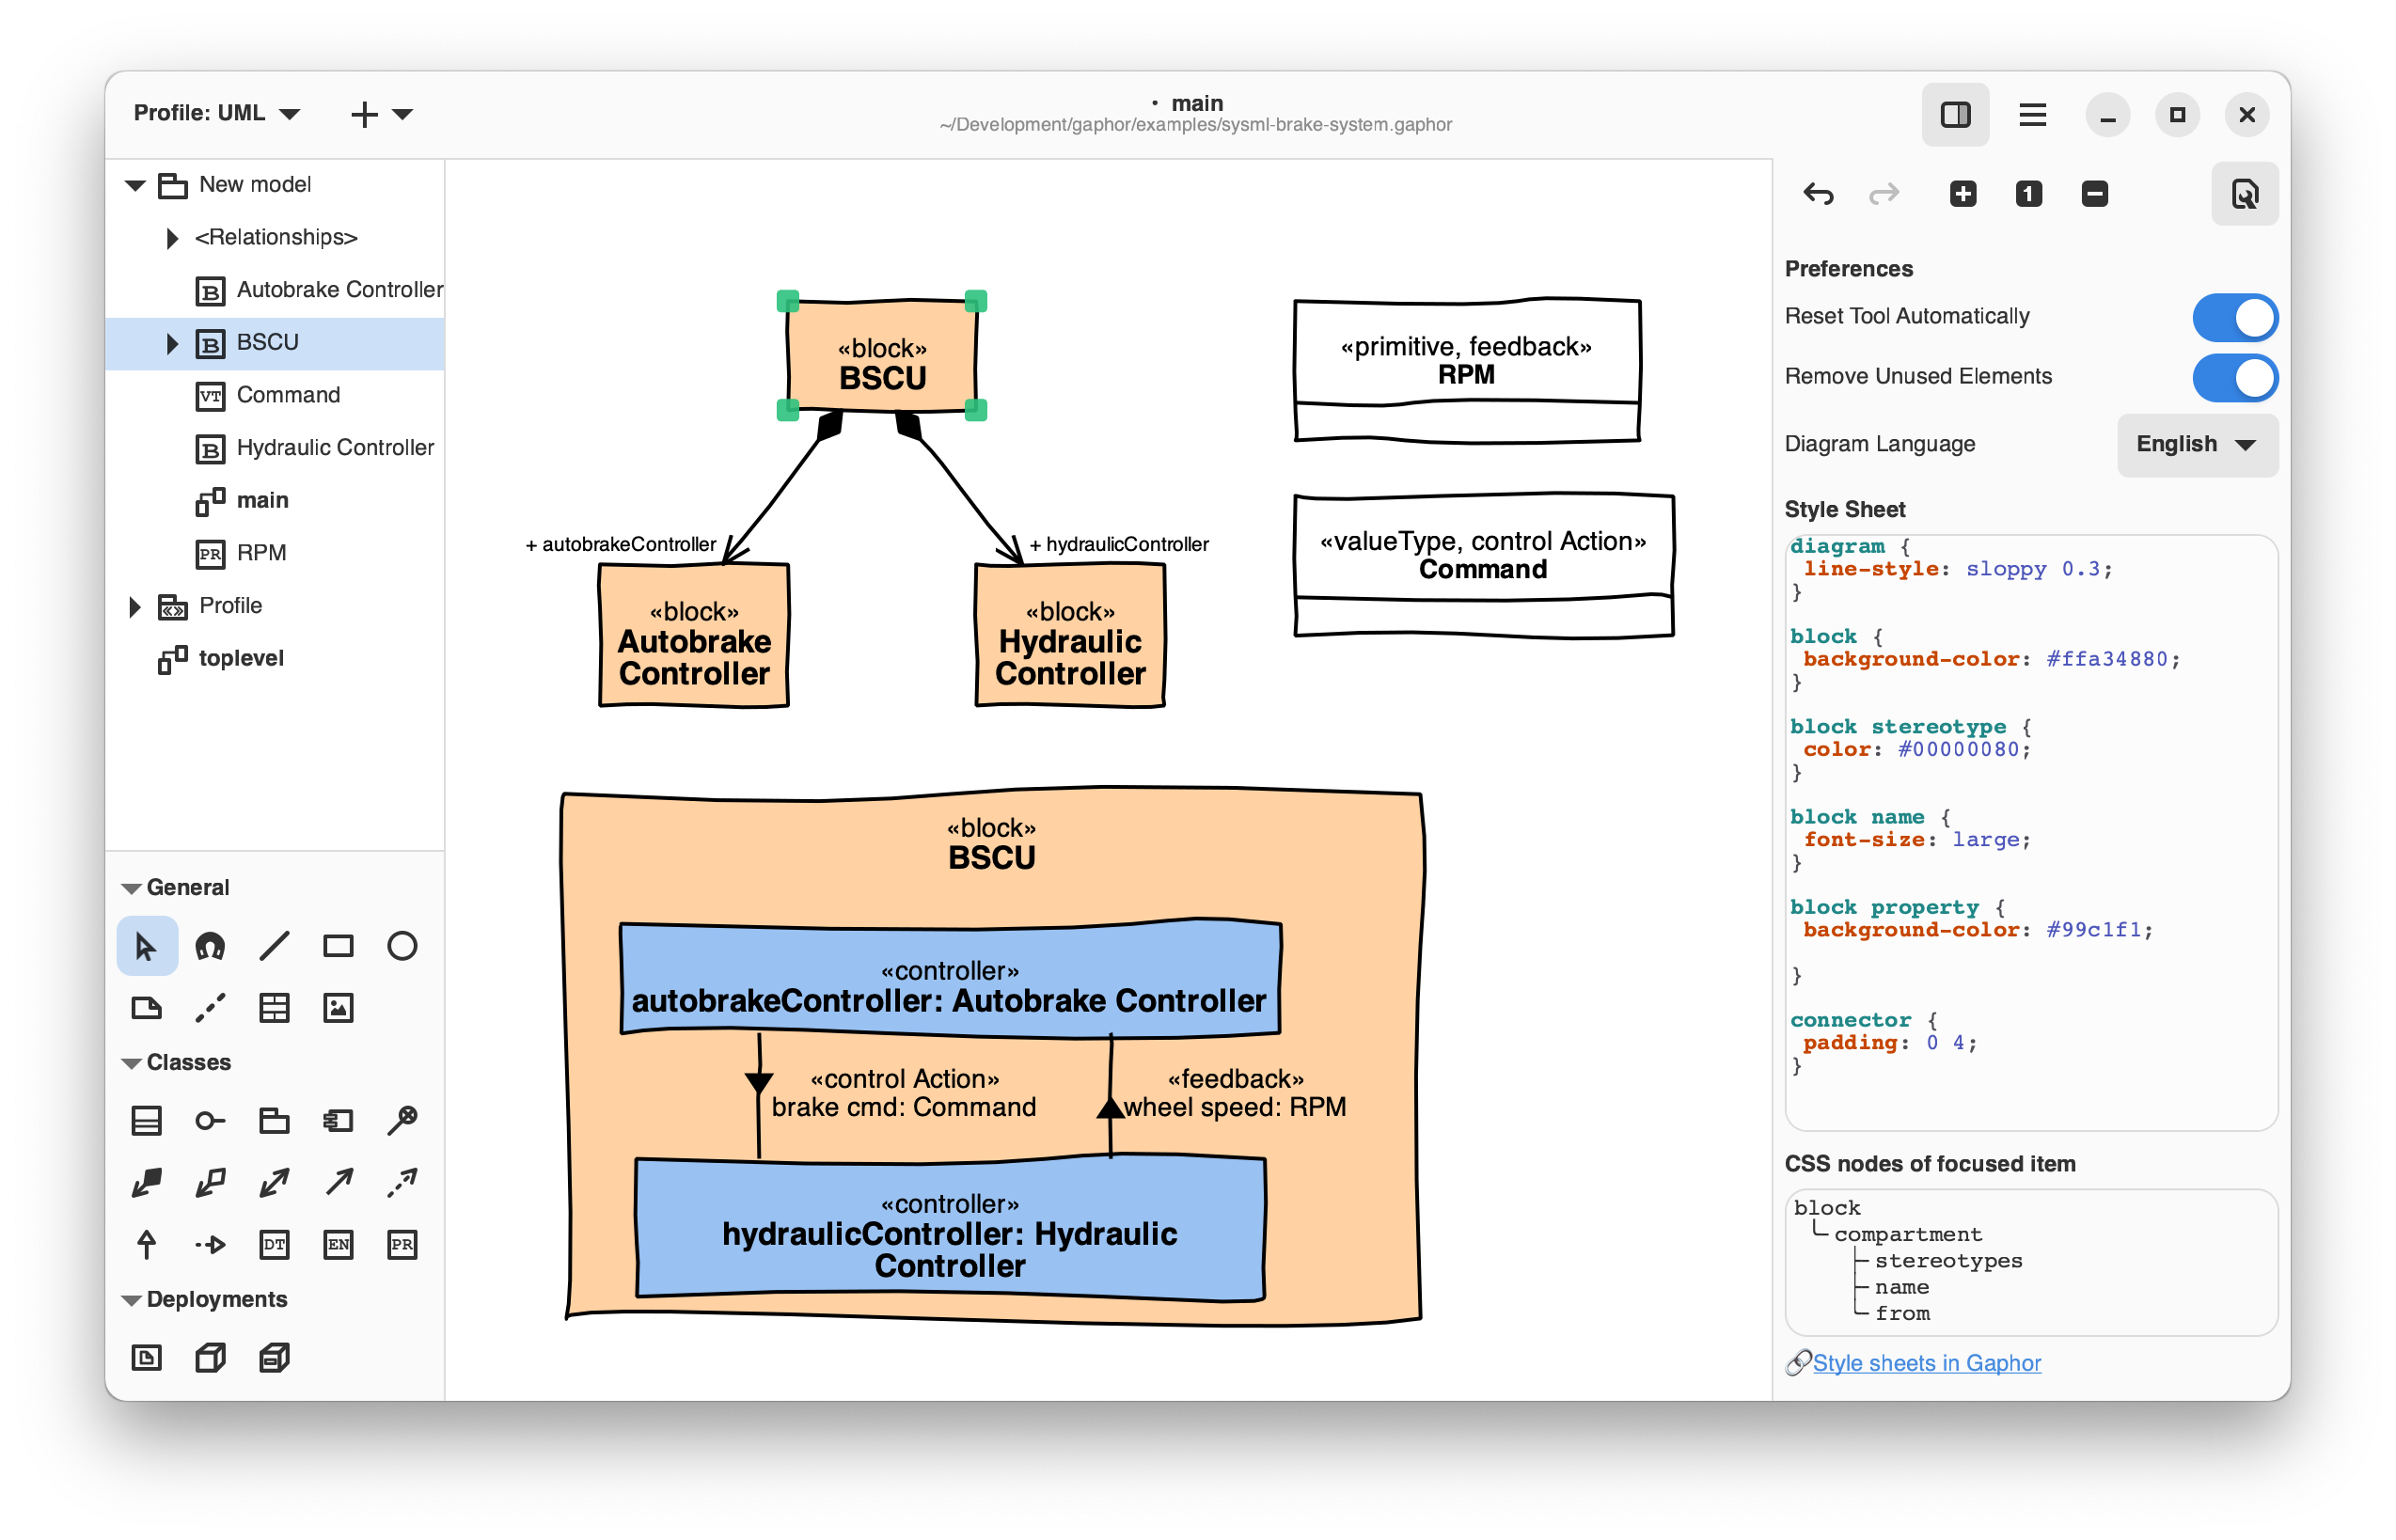 Profile: UML
• main
~/Development/gaphor/examples/sysml-brake-system.gaphor
New model
<Relationships>
B Autobrake Controller
B BSCU
VT Command
B Hydraulic Controller
main
PR RPM
Profile
toplevel
General
Classes
DT EN PR
Deployments
«block»
BSCU
+ autobrakeController
+ hydraulicController
«block»
Autobrake
Controller
«block»
Hydraulic
Controller
«primitive, feedback»
RPM
«valueType, control Action»
Command
«block»
BSCU
«controller»
autobrakeController: Autobrake Controller
«control Action»
brake cmd: Command
«feedback»
wheel speed: RPM
«controller»
hydraulicController: Hydraulic
Controller
1
Preferences
Reset Tool Automatically
Remove Unused Elements
Diagram Language
English
Style Sheet
diagram {
line-style: sloppy 0.3;
}
block {
background-color: #ffa34880;
}
block stereotype {
color: #00000080;
}
block name {
font-size: large;
}
block property {
background-color: #99c1f1;
}
connector {
padding: 0 4;
}
CSS nodes of focused item
block
compartment
stereotypes
name
from
Style sheets in Gaphor